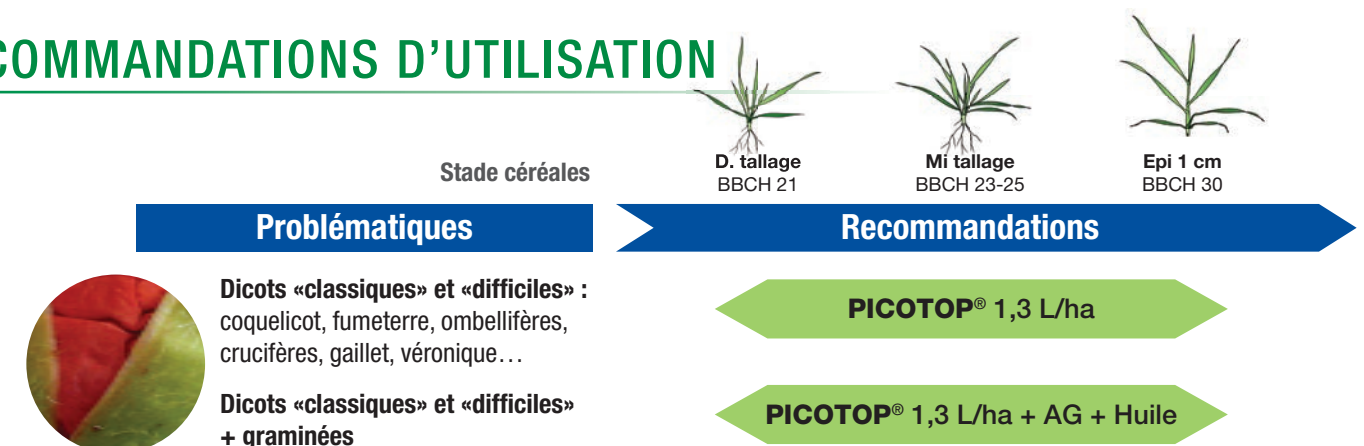 COMMANDATIONS D'UTILISATION
Stade céréales
D. tallage
BBCH 21
Mi tallage
BBCH 23-25
Epi 1 cm
BBCH 30
Problématiques
Recommandations
Dicots «classiques» et «difficiles» :
coquelicot, fumeterre, ombellifères,
crucifères, gaillet, véronique…
PICOTOP® 1,3 L/ha
Dicots «classiques» et «difficiles»
+ graminées
PICOTOP® 1,3 L/ha + AG + Huile